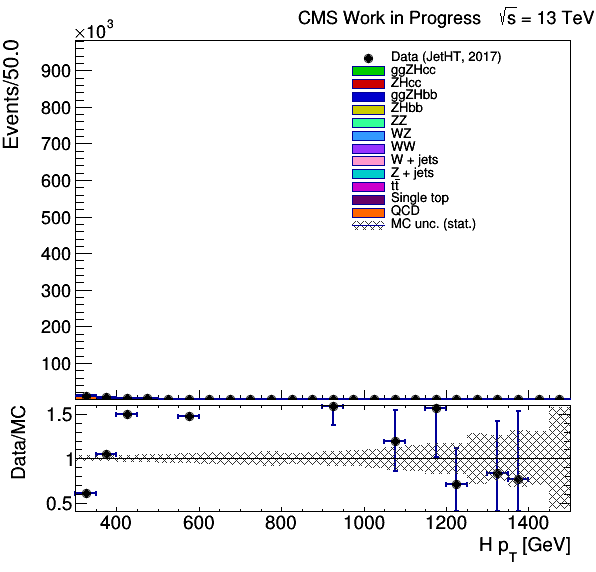 CMS Work in Progress √s = 13 TeV
×10³
Events/50.0
900
800
700
600
500
400
300
200
100
Data (JetHT, 2017)
ggZHcc
ZHcc
ggZHbb
ZHbb
ZZ
WZ
WW
W + jets
Z + jets
tt̄
Single top
QCD
MC unc. (stat.)
Data/MC
1.5
1
0.5
400 600 800 1000 1200 1400
H p_T [GeV]